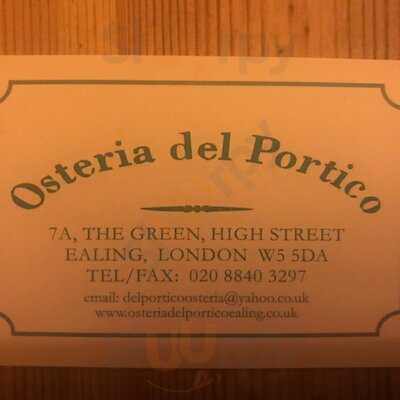 Osteria del Portico
7A, THE GREEN, HIGH STREET
EALING, LONDON W5 5DA
TEL/FAX: 020 8840 3297
email: delporticoosteria@yahoo.co.uk
www.osteriadelporticoealing.co.uk